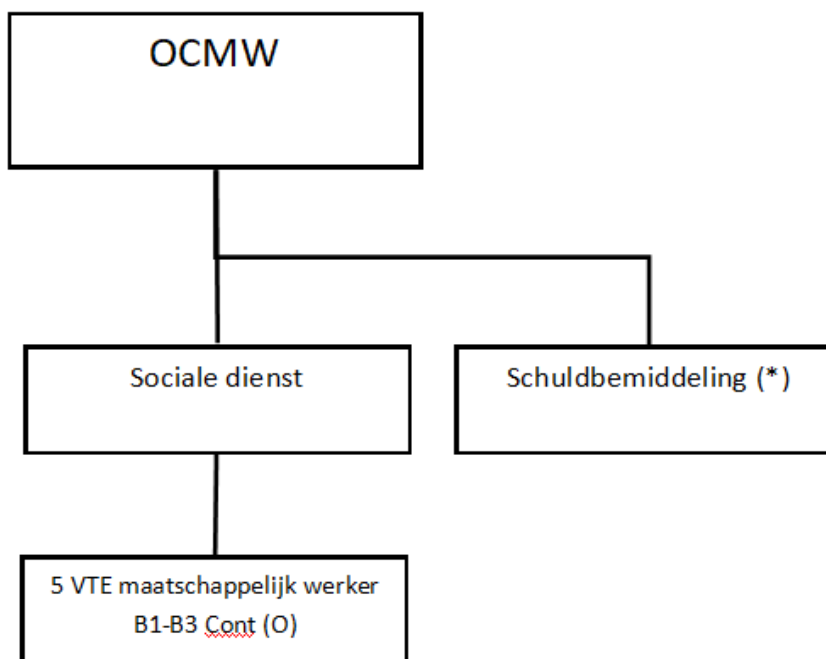 OCMW
Sociale dienst
Schuldbemiddeling (*)
5 VTE maatschappelijk werker
B1-B3 Cont (O)